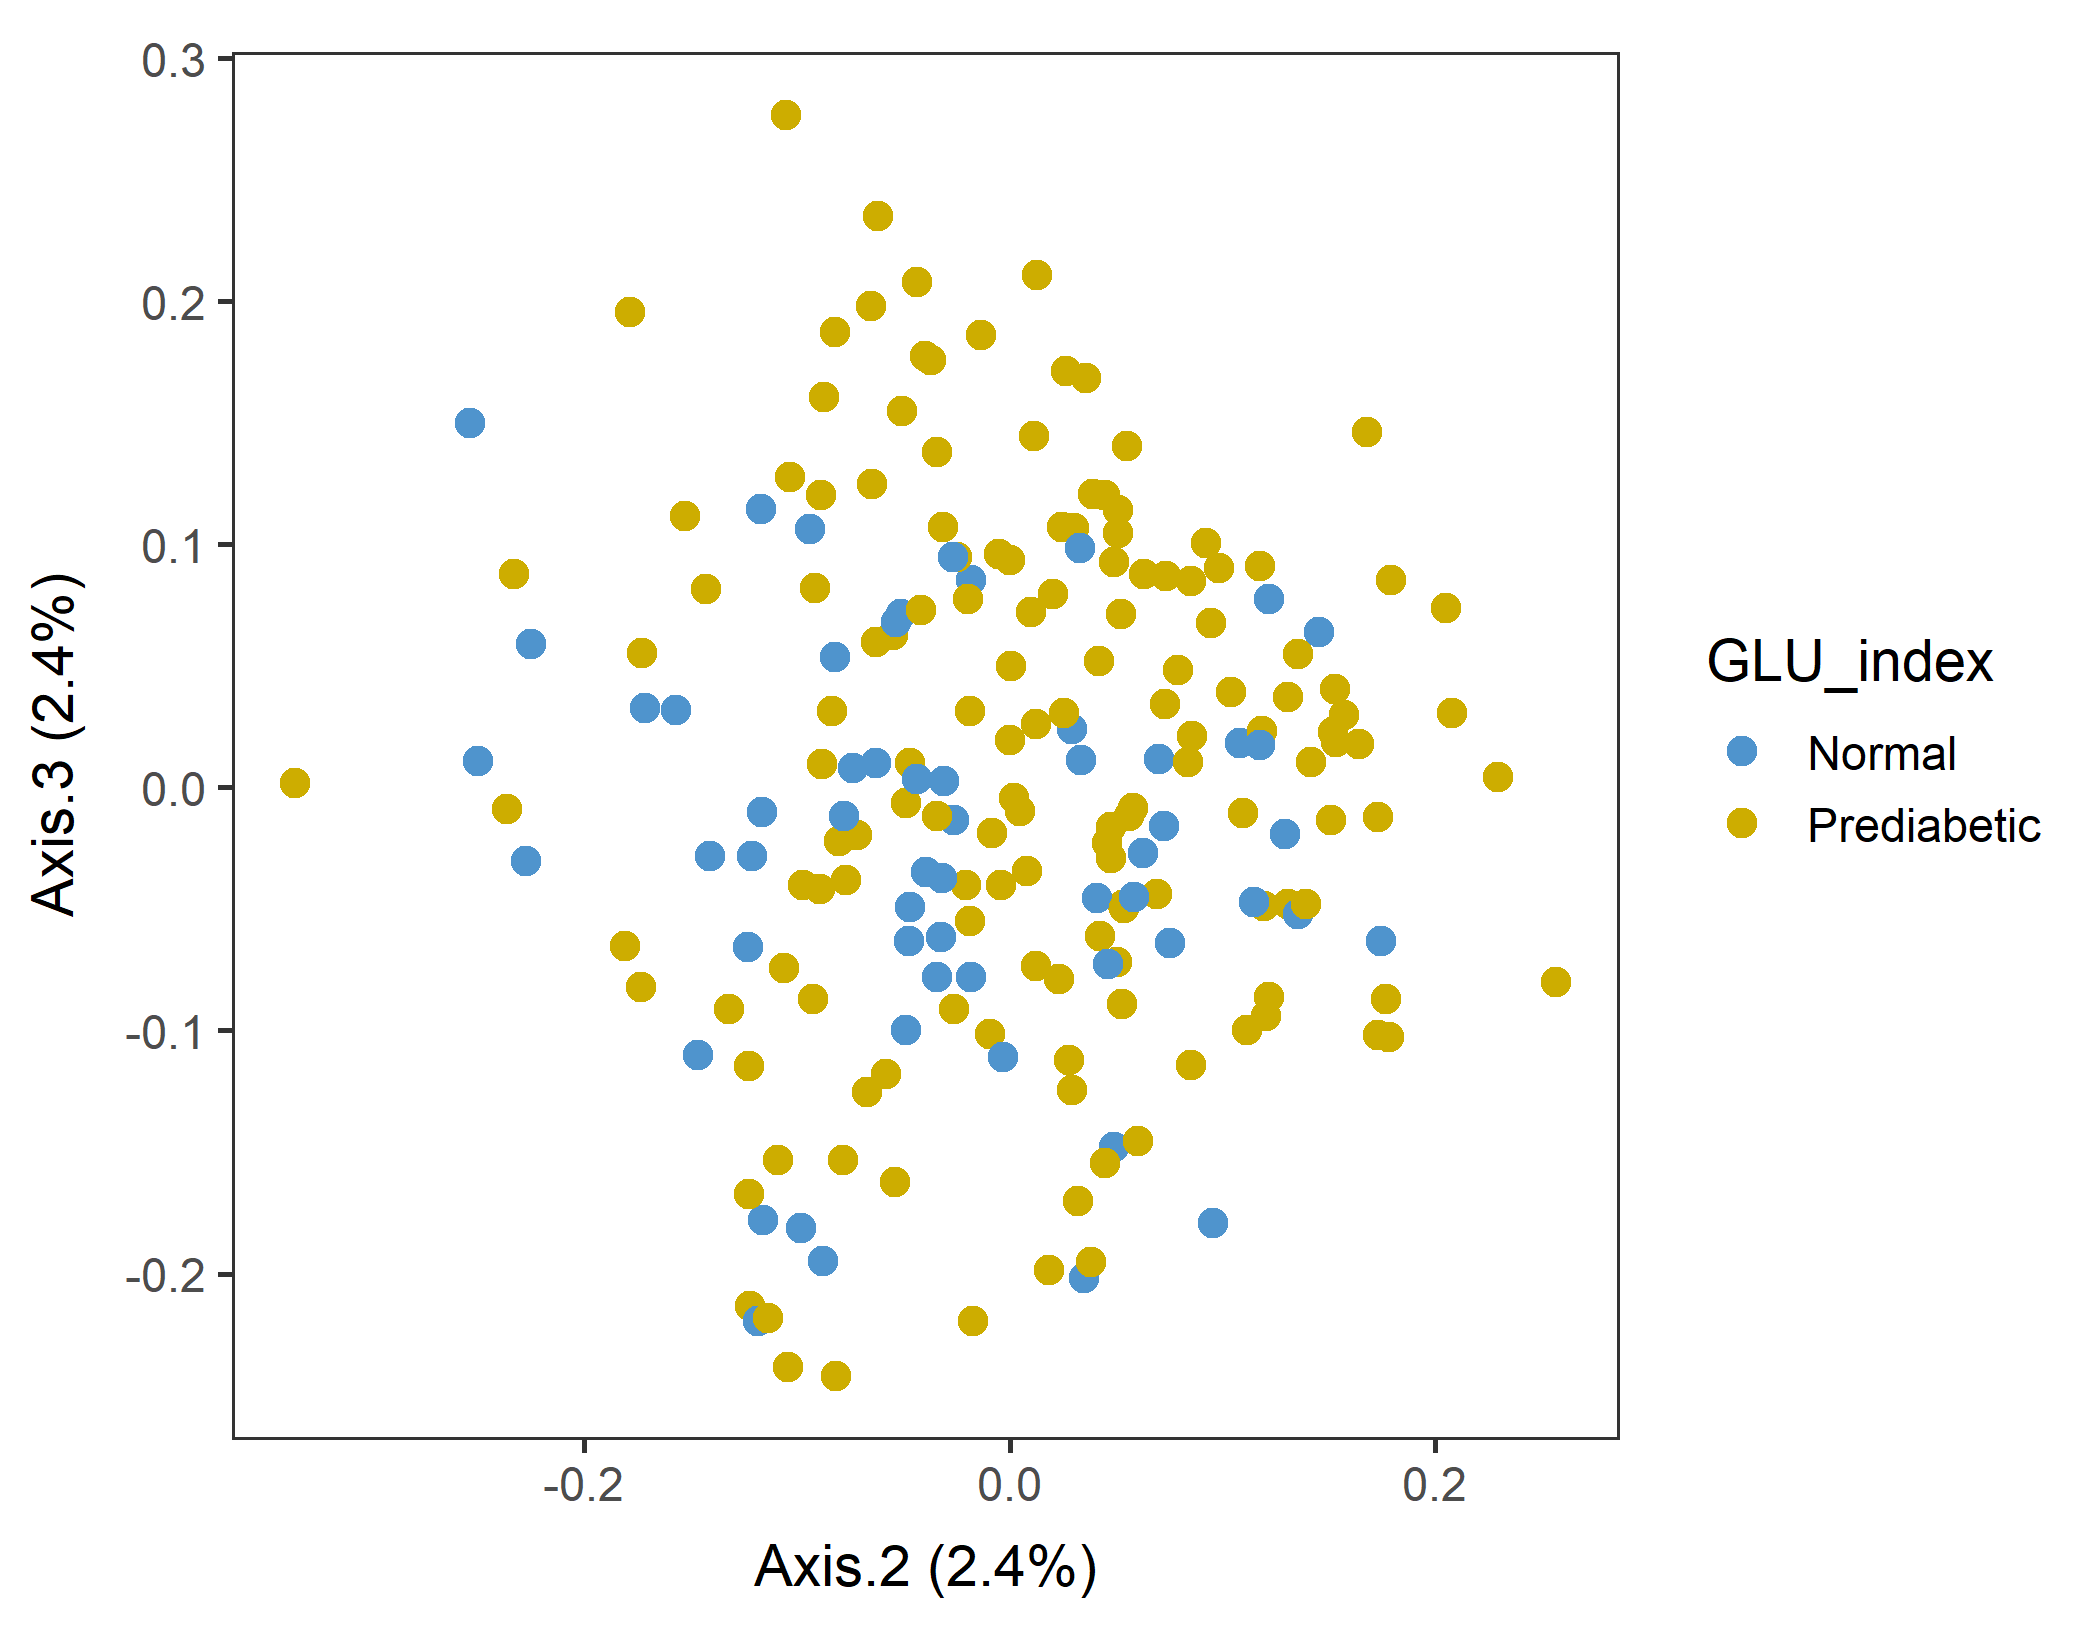 0.3
0.2
0.1
0.0
-0.1
-0.2
Axis.3 (2.4%)
-0.2 0.0 0.2
Axis.2 (2.4%)
GLU_index
Normal
Prediabetic